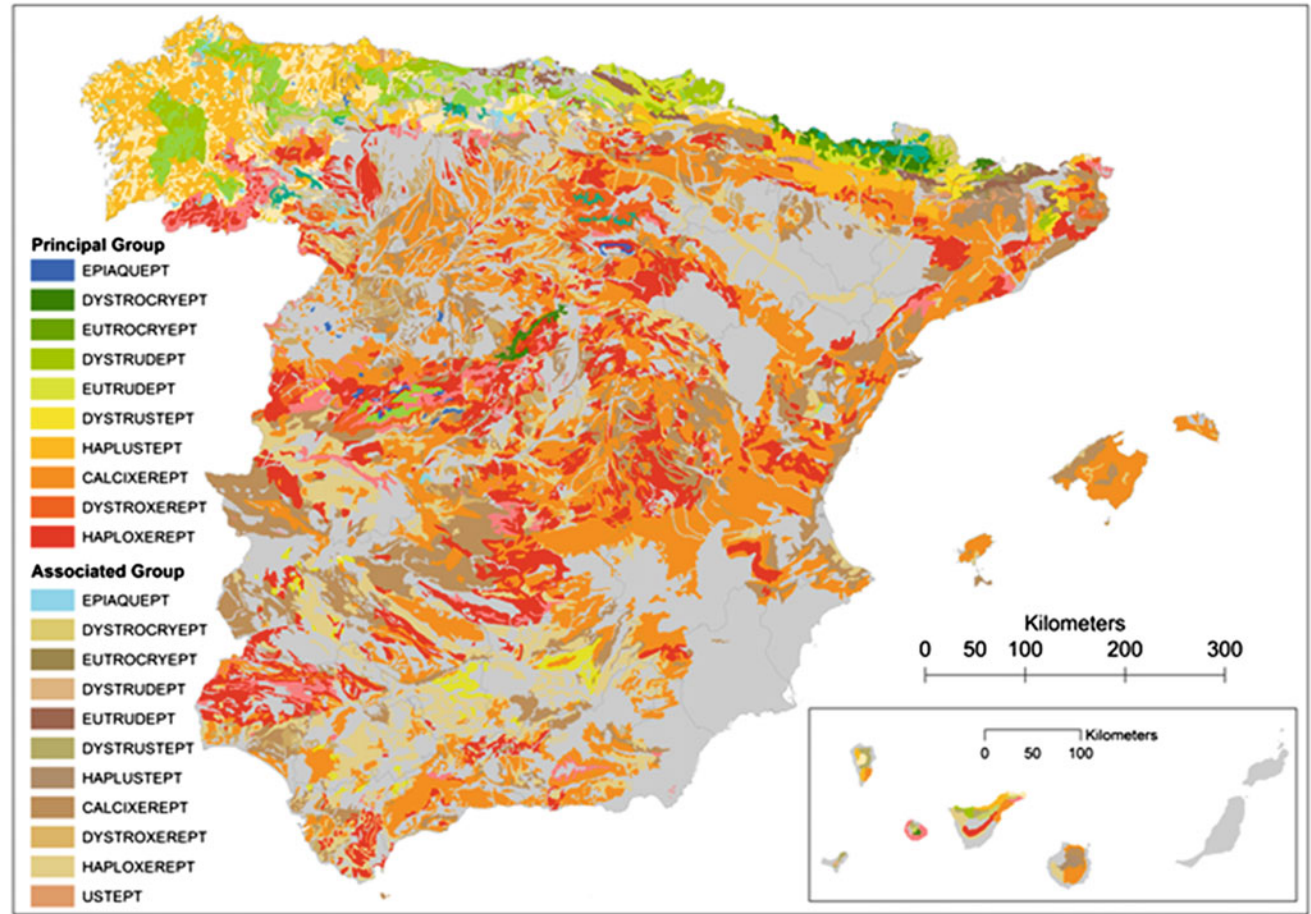 Principal Group
EPIAQUEPT
DYSTROCRYEPT
EUTROCRYEPT
DYSTRUDEPT
EUTRUDEPT
DYSTRUSTEPT
HAPLUSTEPT
CALCIXEREPT
DYSTROXEREPT
HAPLOXEREPT
Associated Group
EPIAQUEPT
DYSTROCRYEPT
EUTROCRYEPT
DYSTRUDEPT
EUTRUDEPT
DYSTRUSTEPT
HAPLUSTEPT
CALCIXEREPT
DYSTROXEREPT
HAPLOXEREPT
USTEPT
Kilometers
0 50 100 200 300
Kilometers
0 50 100